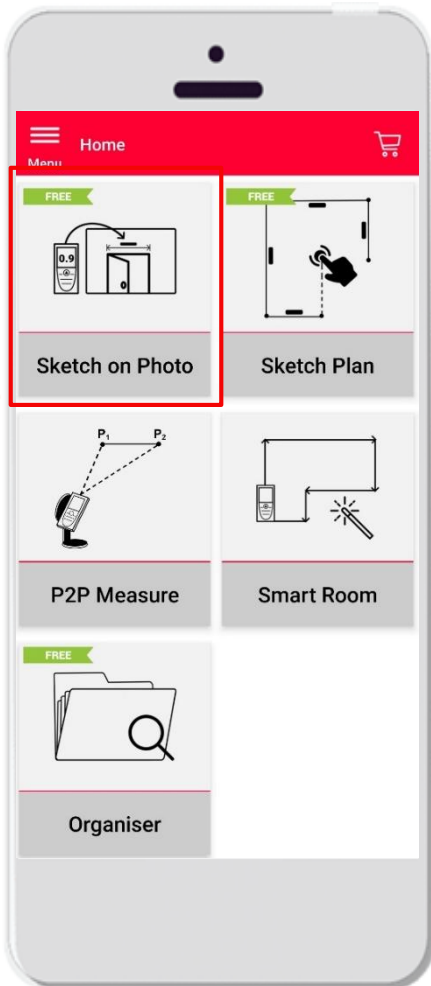 Home
Menu
FREE
0.9
Sketch on Photo
FREE
Sketch Plan
P₁ P₂
P2P Measure
Smart Room
FREE
Organiser